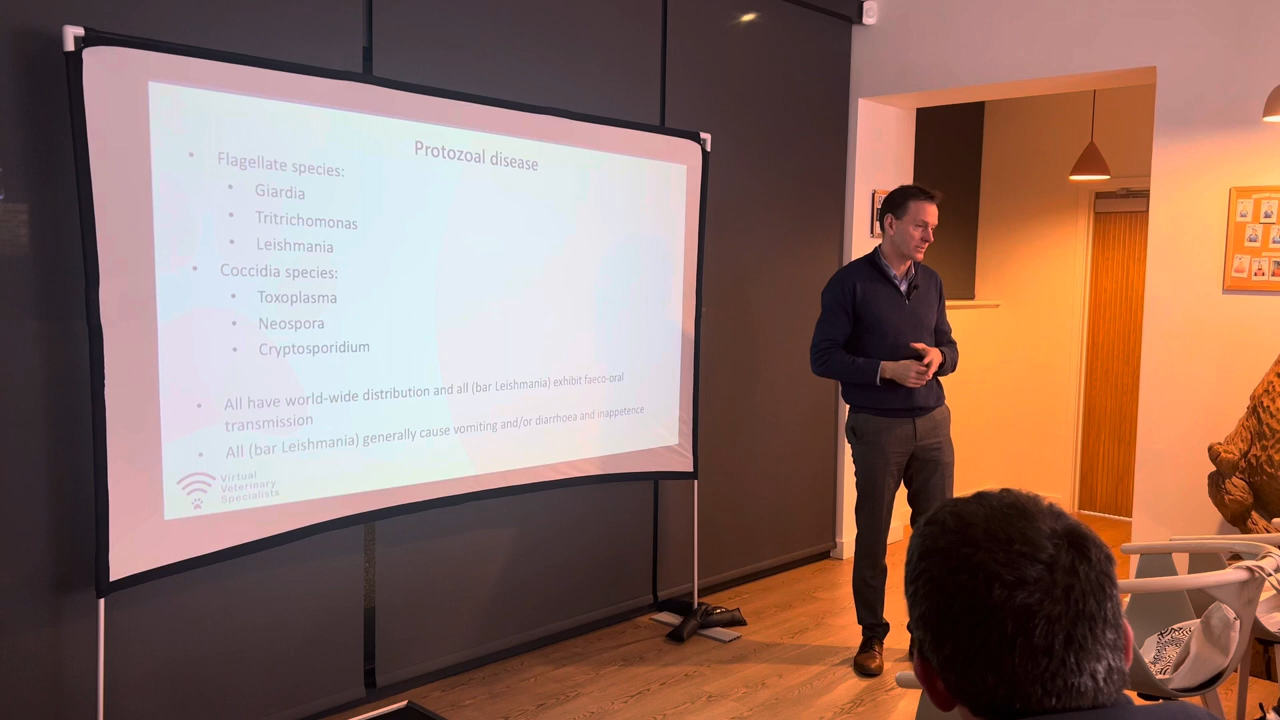 Protozoal disease
• Flagellate species:
• Giardia
• Tritrichomonas
• Leishmania
• Coccidia species:
• Toxoplasma
• Neospora
• Cryptosporidium
• All have world-wide distribution and all (bar Leishmania) exhibit faeco-oral
transmission
• All (bar Leishmania) generally cause vomiting and/or diarrhoea and inappetence
Virtual
Veterinary
Specialists